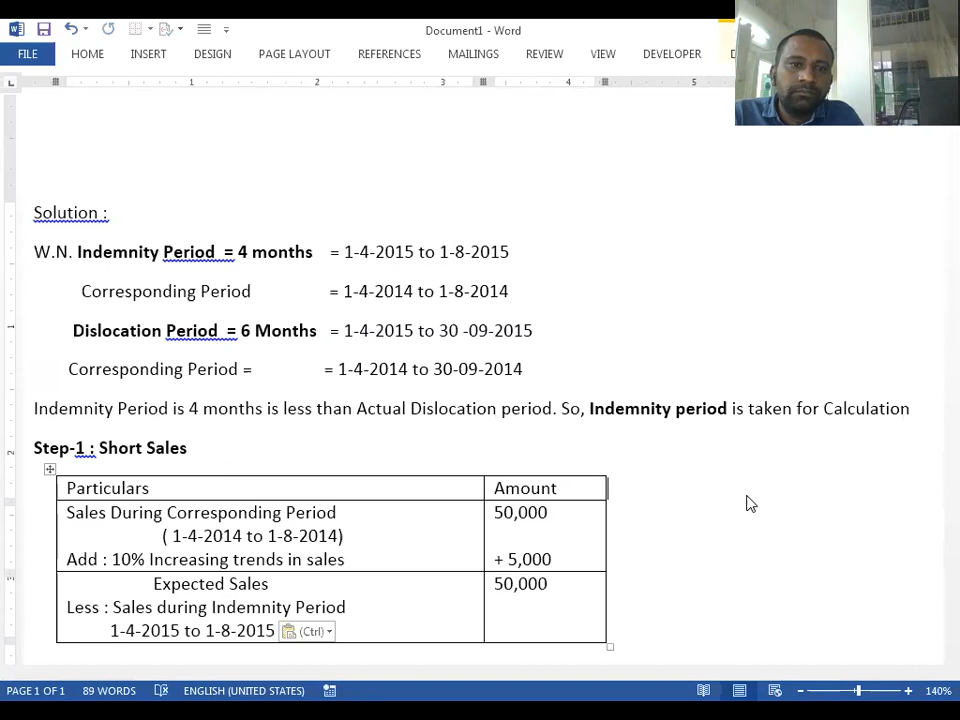 Document1 - Word
FILE HOME INSERT DESIGN PAGE LAYOUT REFERENCES MAILINGS REVIEW VIEW DEVELOPER
1 2 3 4 5
Solution :
W.N. Indemnity Period = 4 months = 1-4-2015 to 1-8-2015
Corresponding Period = 1-4-2014 to 1-8-2014
Dislocation Period = 6 Months = 1-4-2015 to 30 -09-2015
Corresponding Period = = 1-4-2014 to 30-09-2014
Indemnity Period is 4 months is less than Actual Dislocation period. So, Indemnity period is taken for Calculation
Step-1 : Short Sales
Particulars Amount
Sales During Corresponding Period 50,000
( 1-4-2014 to 1-8-2014)
Add : 10% Increasing trends in sales + 5,000
Expected Sales 50,000
Less : Sales during Indemnity Period
1-4-2015 to 1-8-2015 (Ctrl)
PAGE 1 OF 1 89 WORDS ENGLISH (UNITED STATES) 140%